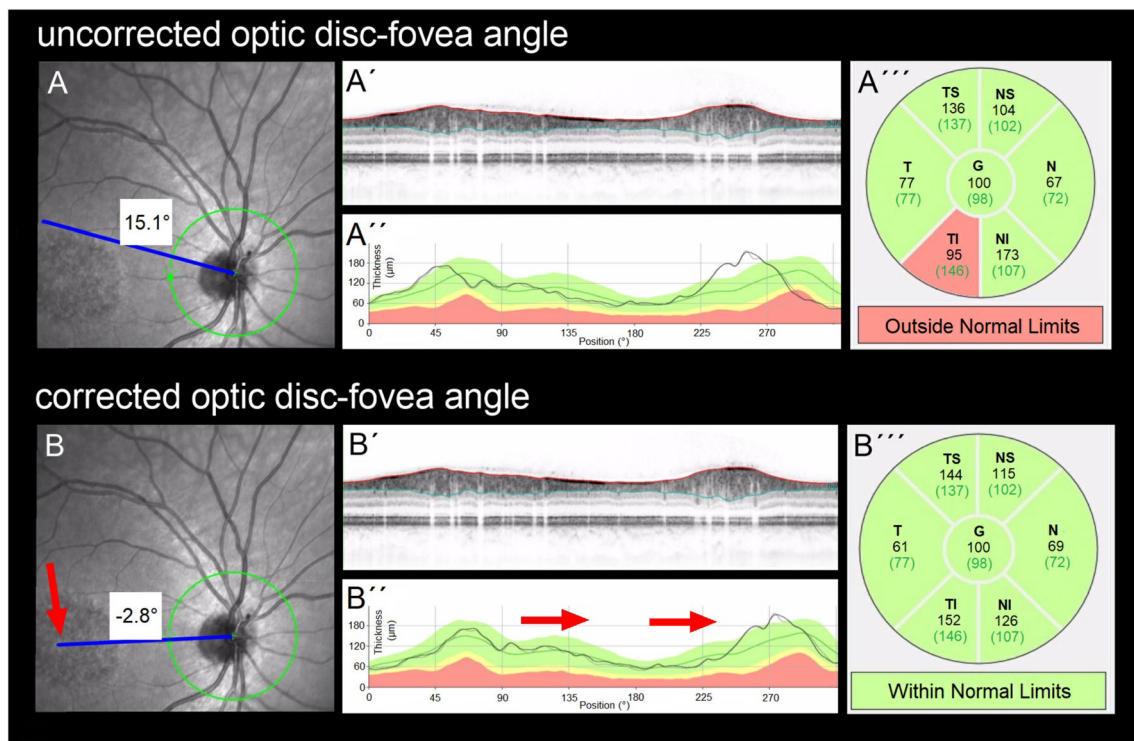 uncorrected optic disc-fovea angle
A
15.1°
A´
A´´
Thickness
(µm)
180
120
60
0
0
45
90
135
180
225
270
Position (°)
A´´´
TS
136
(137)
NS
104
(102)
T
77
(77)
G
100
(98)
N
67
(72)
TI
95
(146)
NI
173
(107)
Outside Normal Limits
corrected optic disc-fovea angle
B
-2.8°
B´
B´´
Thickness
(µm)
180
120
60
0
0
45
90
135
180
225
270
Position (°)
B´´´
TS
144
(137)
NS
115
(102)
T
61
(77)
G
100
(98)
N
69
(72)
TI
152
(146)
NI
126
(107)
Within Normal Limits